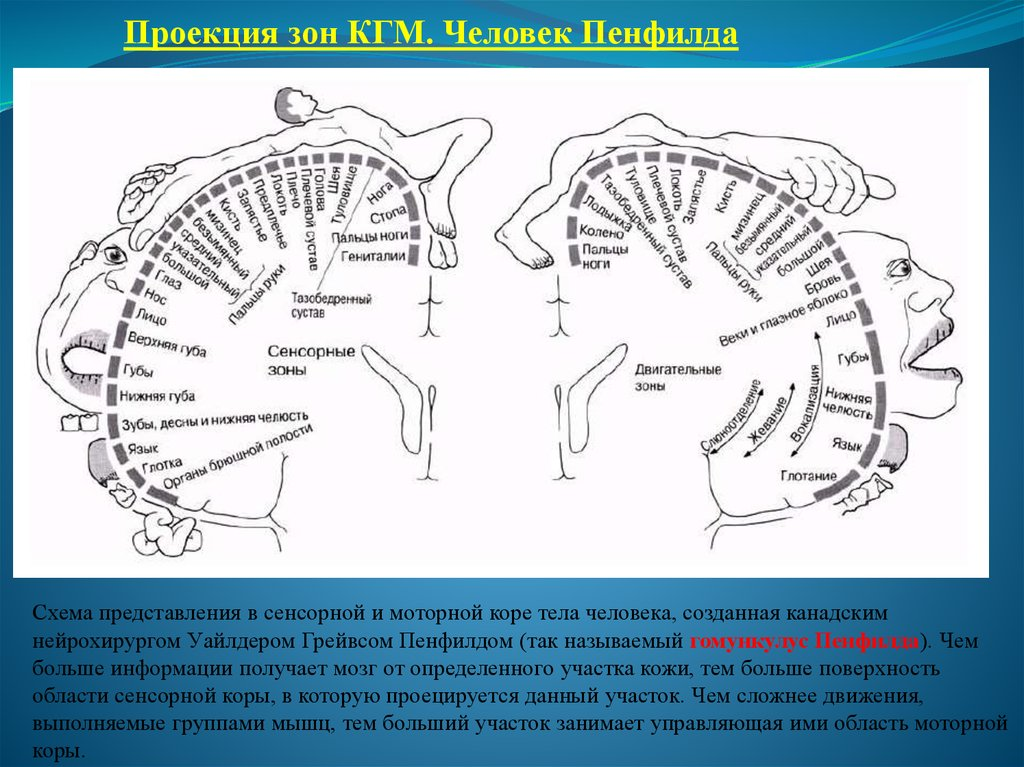 Проекция зон КГМ. Человек Пенфилда
Гениталии
Пальцы ноги
Стопа
Нога
Тазобедренный
сустав
Туловище
Шея
Голова
Плечевой сустав
Плечо
Локоть
Предплечье
Запястье
Кисть
мизинец
безымянный
средний
указательный
большой
Пальцы руки
Глаз
Нос
Лицо
Верхняя губа
Губы
Нижняя губа
Зубы, десны и нижняя челюсть
Язык
Глотка
Органы брюшной полости
Сенсорные
зоны
Пальцы
ноги
Колено
Лодыжка
Тазобедренный сустав
Туловище
Плечевой сустав
Локоть
Запястье
Кисть
мизинец
безымянный
средний
указательный
большой
Пальцы руки
Шея
Бровь
Веки и глазное яблоко
Лицо
Губы
Нижняя
челюсть
Язык
Глотание
Двигательные
зоны
Слюноотделение
Жевание
Вокализация
Схема представления в сенсорной и моторной коре тела человека, созданная канадским
нейрохирургом Уайлдером Грейвсом Пенфилдом (так называемый гомункулус Пенфилда). Чем
больше информации получает мозг от определенного участка кожи, тем больше поверхность
области сенсорной коры, в которую проецируется данный участок. Чем сложнее движения,
выполняемые группами мышц, тем больший участок занимает управляющая ими область моторной
коры.